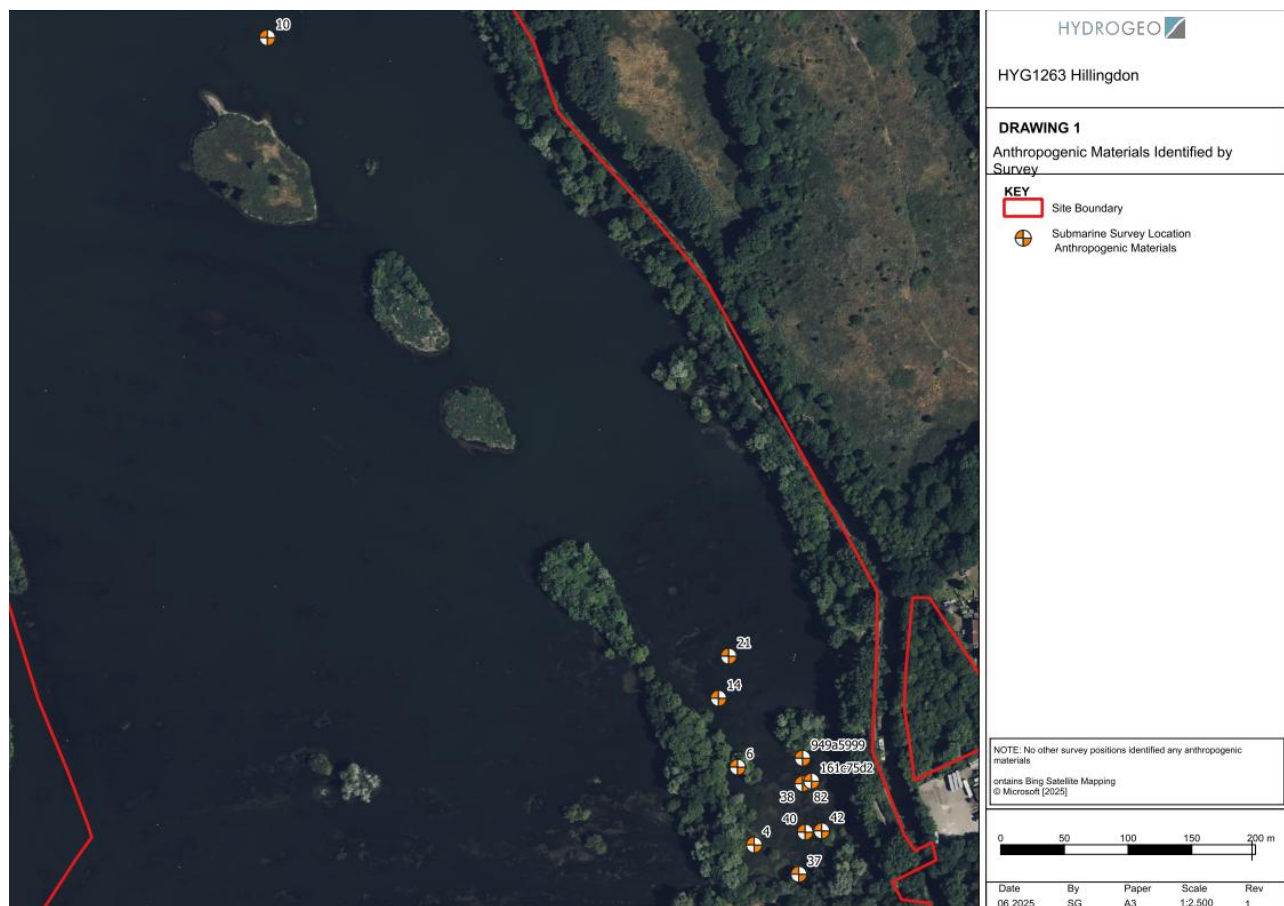 10
21
14
6
949a5999
161c75d2
38
82
40
42
4
37
HYDROGEO
HYG1263 Hillingdon
DRAWING 1
Anthropogenic Materials Identified by
Survey
KEY
Site Boundary
Submarine Survey Location
Anthropogenic Materials
NOTE: No other survey positions identified any anthropogenic
materials
ontains Bing Satellite Mapping
© Microsoft [2025]
0 50 100 150 200 m
Date By Paper Scale Rev
06 2025 SG A3 1:2,500 1